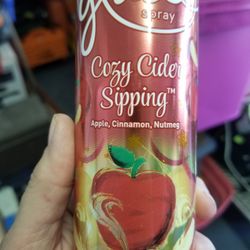 spray
Cozy Cider
Sipping™
Apple, Cinnamon, Nutmeg